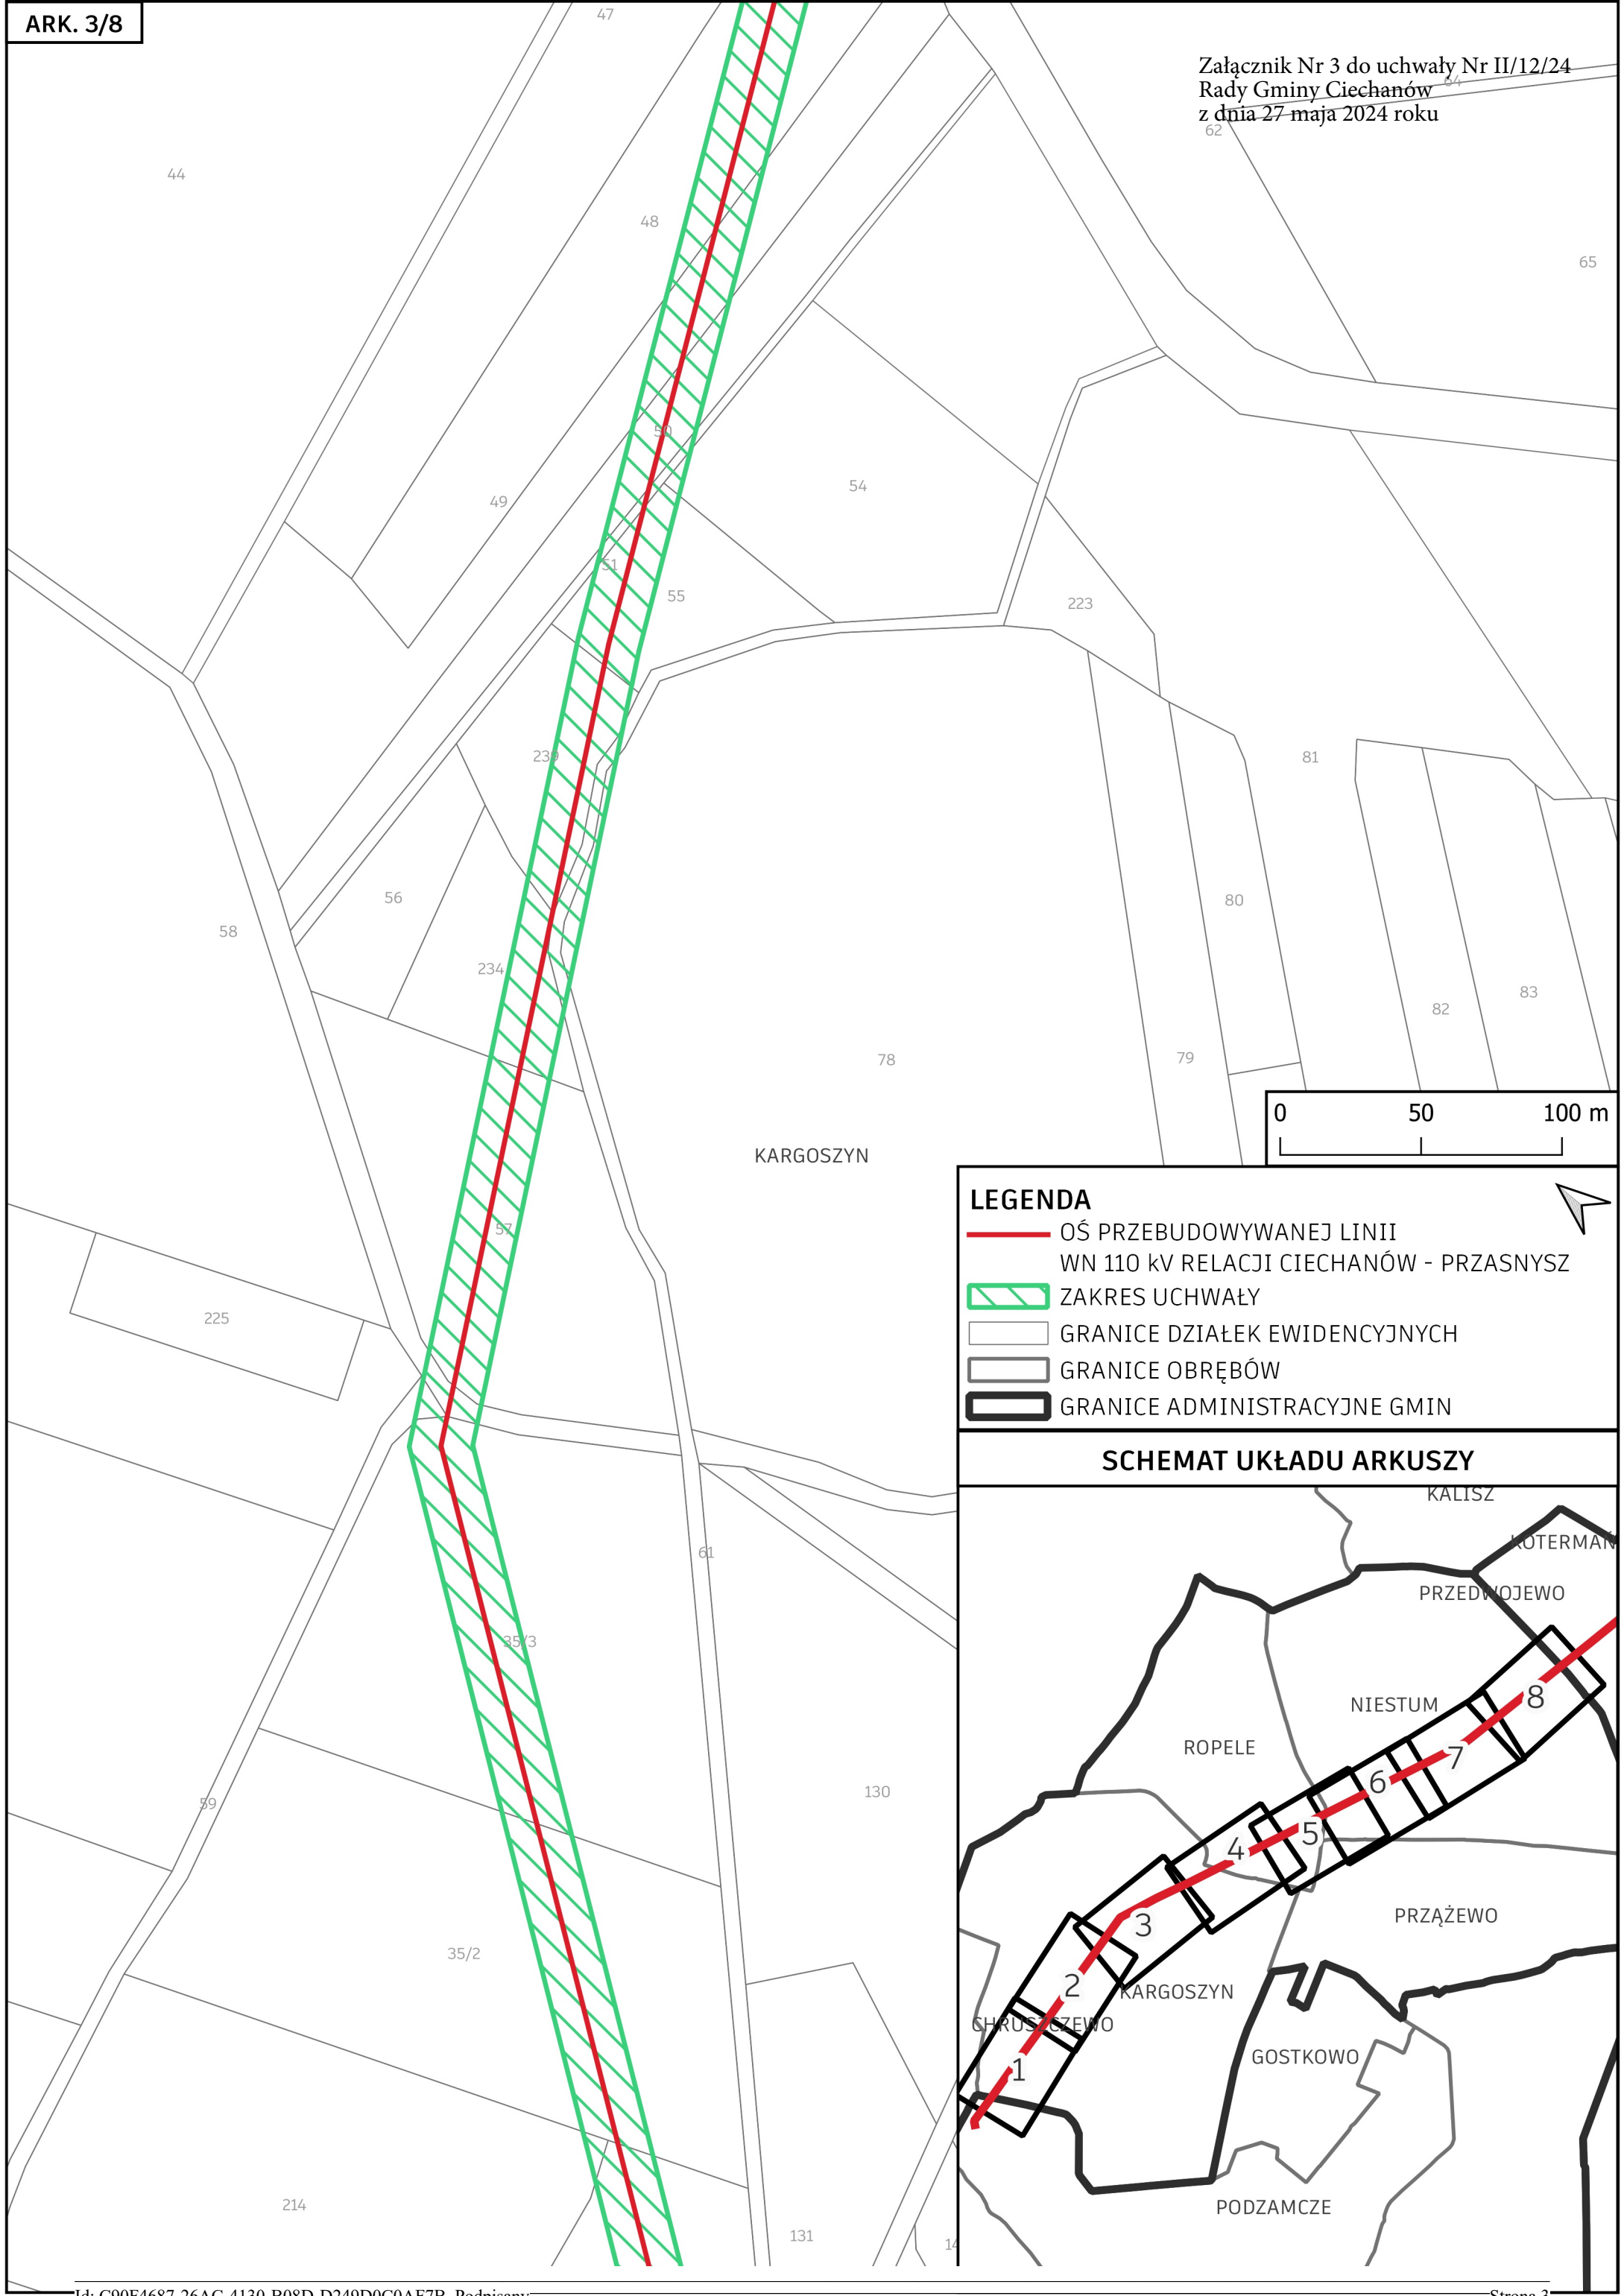 ARK. 3/8
Załącznik Nr 3 do uchwały Nr II/12/24
Rady Gminy Ciechanów
z dnia 27 maja 2024 roku
47
64
62
44
48
65
50
49
54
51
55
223
239
81
56
80
58
234
83
82
79
78
0 50 100 m
KARGOSZYN
57
225
LEGENDA
OŚ PRZEBUDOWYWANEJ LINII
WN 110 kV RELACJI CIECHANÓW - PRZASNYSZ
ZAKRES UCHWAŁY
GRANICE DZIAŁEK EWIDENCYJNYCH
GRANICE OBRĘBÓW
GRANICE ADMINISTRACYJNE GMIN
61
35/3
130
59
35/2
214
131
14
SCHEMAT UKŁADU ARKUSZY
KALISZ
KOTERMAŃ
PRZEDWOJEWO
NIESTUM
8
ROPELE
7
6
5
4
PRZĄŻEWO
3
2
KARGOSZYN
CHRUSZCZEWO
GOSTKOWO
1
PODZAMCZE
Strona 3